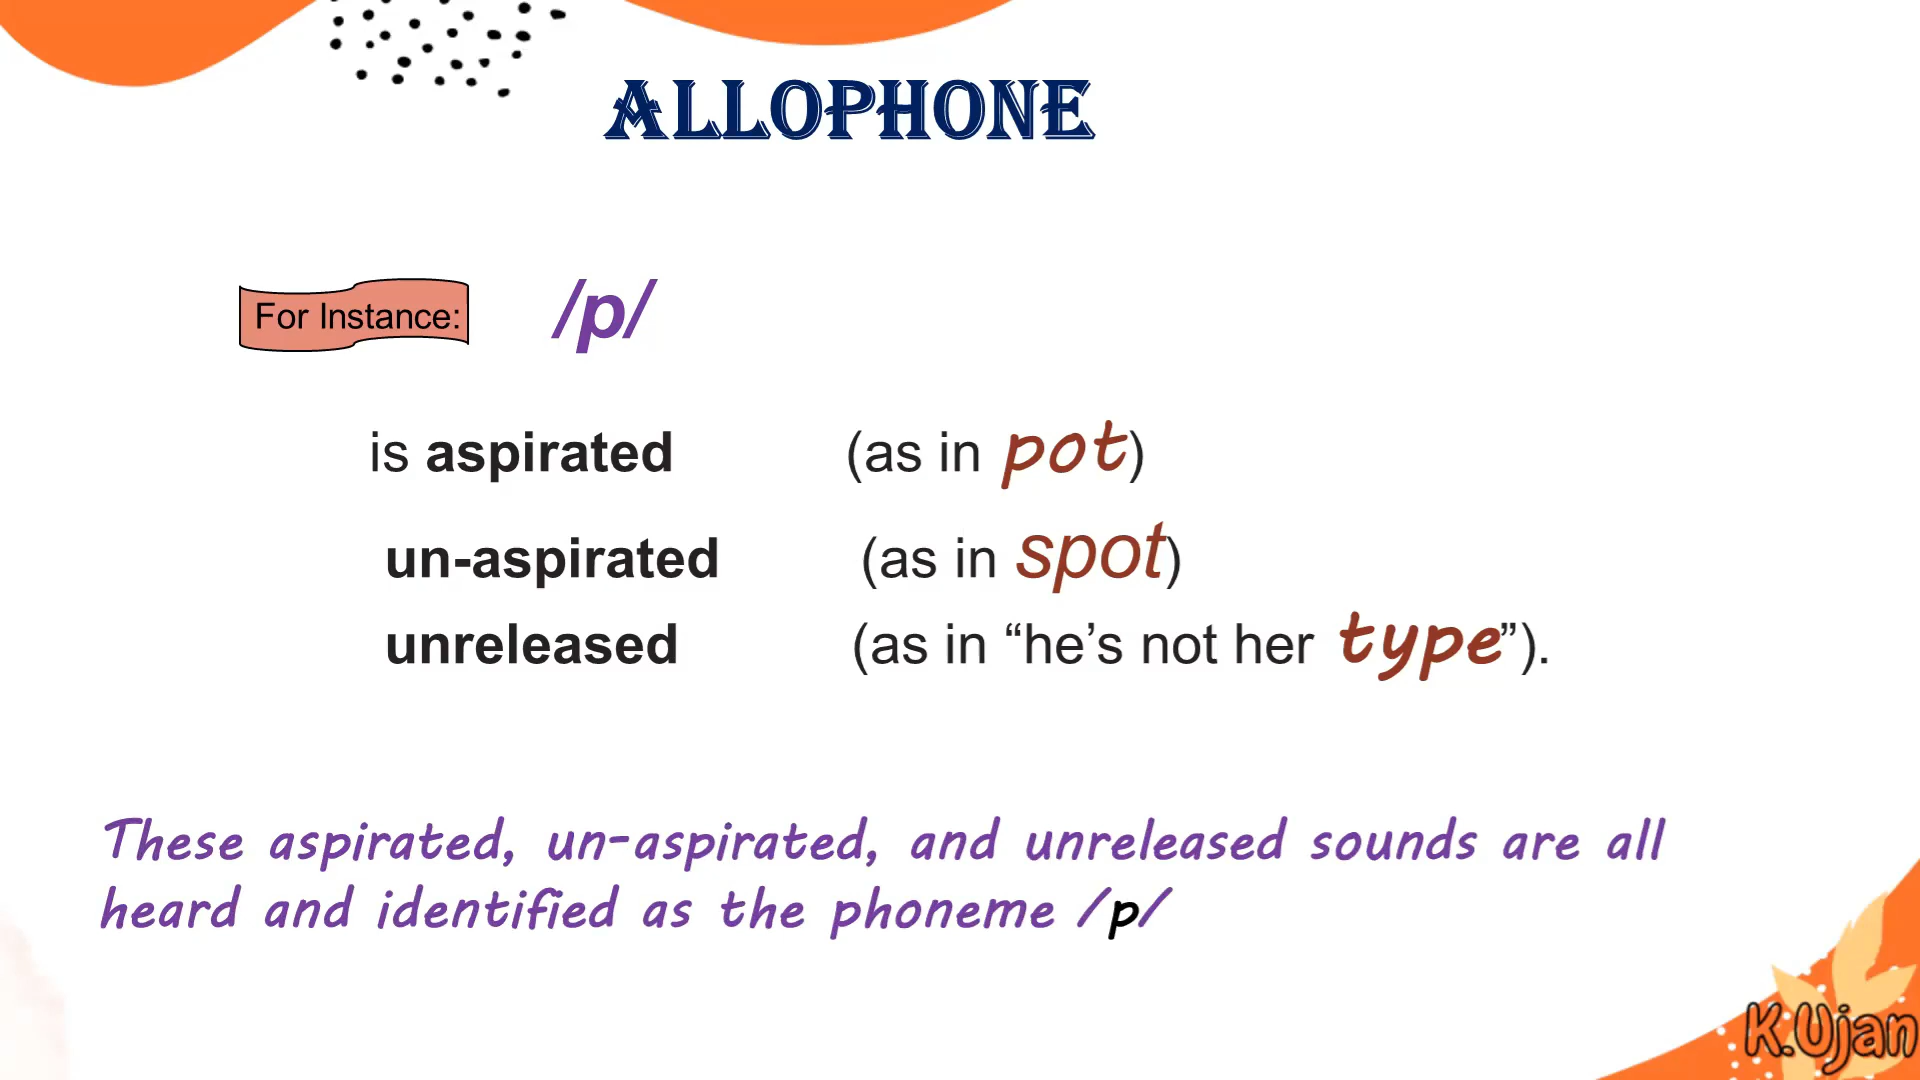 ALLOPHONE
For Instance: /p/
is aspirated (as in pot)
un-aspirated (as in spot)
unreleased (as in “he’s not her type”).
These aspirated, un-aspirated, and unreleased sounds are all
heard and identified as the phoneme /p/
K.Ujan